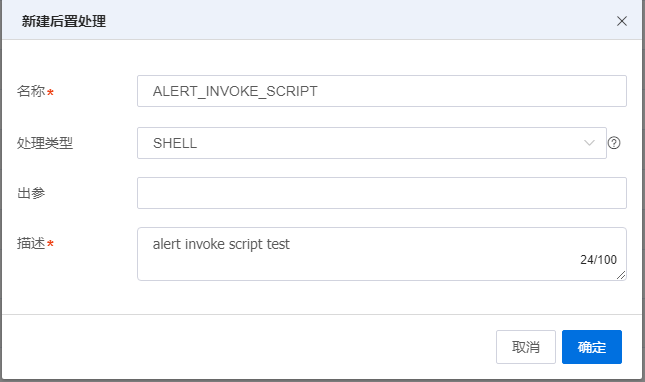 新建后置处理
名称*
ALERT_INVOKE_SCRIPT
处理类型
SHELL
出参
描述*
alert invoke script test
24/100
取消
确定